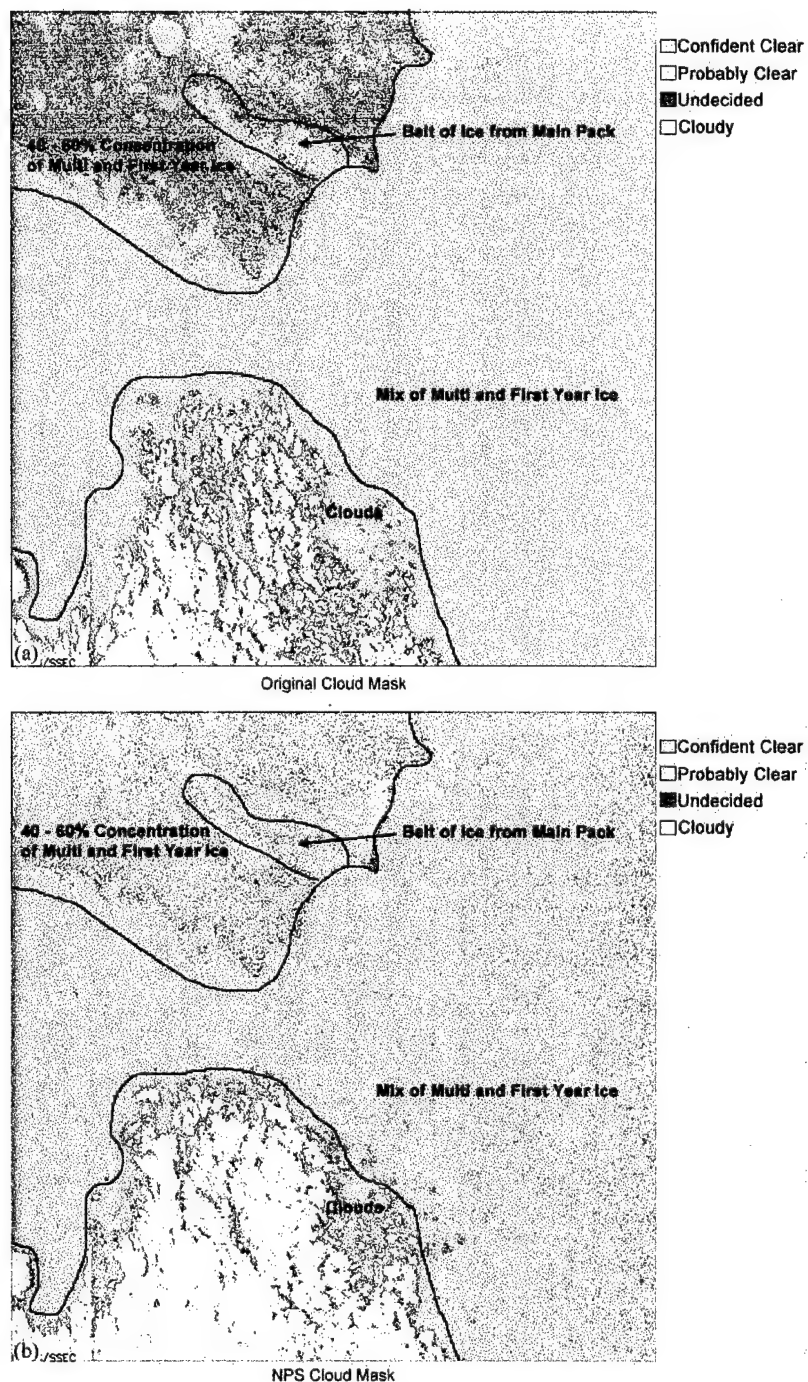 Confident Clear
Probably Clear
Undecided
Cloudy
Belt of Ice from Main Pack
40 - 60% Concentration
of Multi and First Year Ice
Mix of Multi and First Year Ice
Clouds
(a) /SSEC
Original Cloud Mask
Confident Clear
Probably Clear
Undecided
Cloudy
40 - 60% Concentration
of Multi and First Year Ice
Belt of Ice from Main Pack
Mix of Multi and First Year Ice
Clouds
(b) /SSEC
NPS Cloud Mask